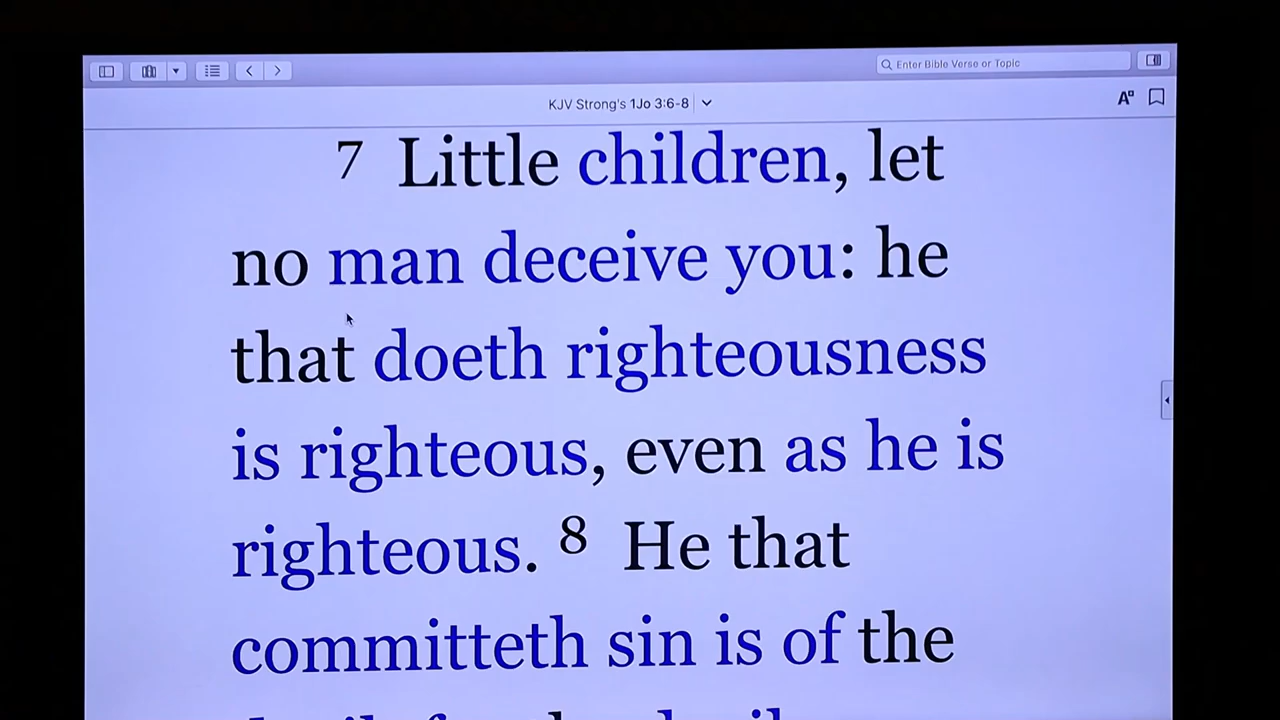 Enter Bible Verse or Topic
KJV Strong's 1Jo 3:6-8
A
7 Little children, let
no man deceive you: he
that doeth righteousness
is righteous, even as he is
righteous. 8 He that
committeth sin is of the